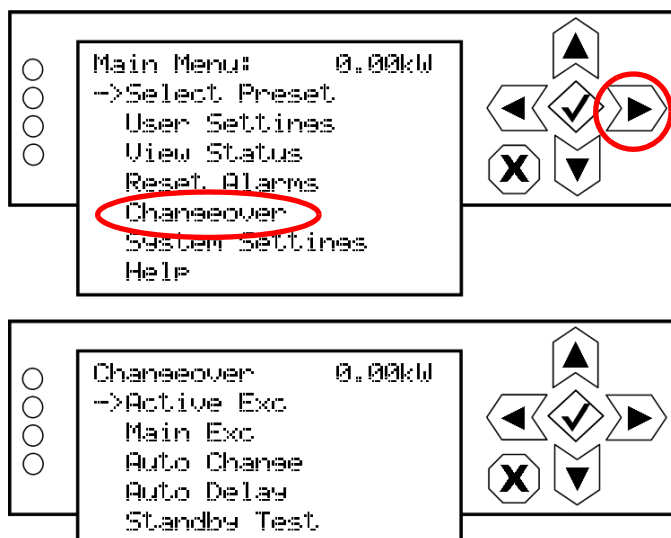 Main Menu: 0.00kW
->Select Preset
User Settings
View Status
Reset Alarms
Changeover
System Settings
Help
X
Changeover 0.00kW
->Active Exc
Main Exc
Auto Change
Auto Delay
Standby Test
X